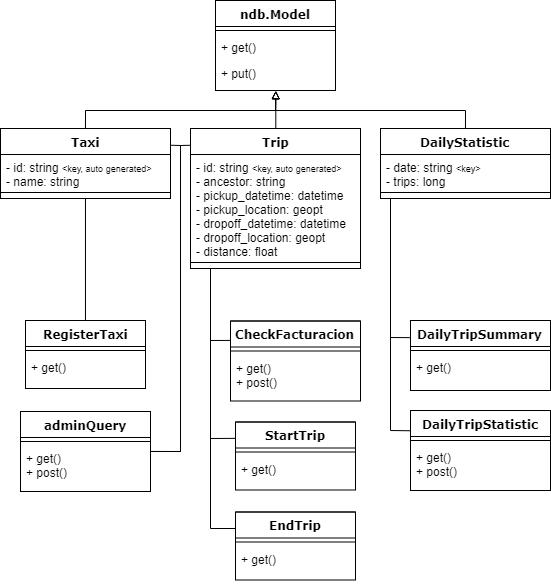 ndb.Model
+ get()
+ put()
Taxi
- id: string <key, auto generated>
- name: string
Trip
- id: string <key, auto generated>
- ancestor: string
- pickup_datetime: datetime
- pickup_location: geopt
- dropoff_datetime: datetime
- dropoff_location: geopt
- distance: float
DailyStatistic
- date: string <key>
- trips: long
RegisterTaxi
+ get()
adminQuery
+ get()
+ post()
CheckFacturacion
+ get()
+ post()
StartTrip
+ get()
EndTrip
+ get()
DailyTripSummary
+ get()
DailyTripStatistic
+ get()
+ post()